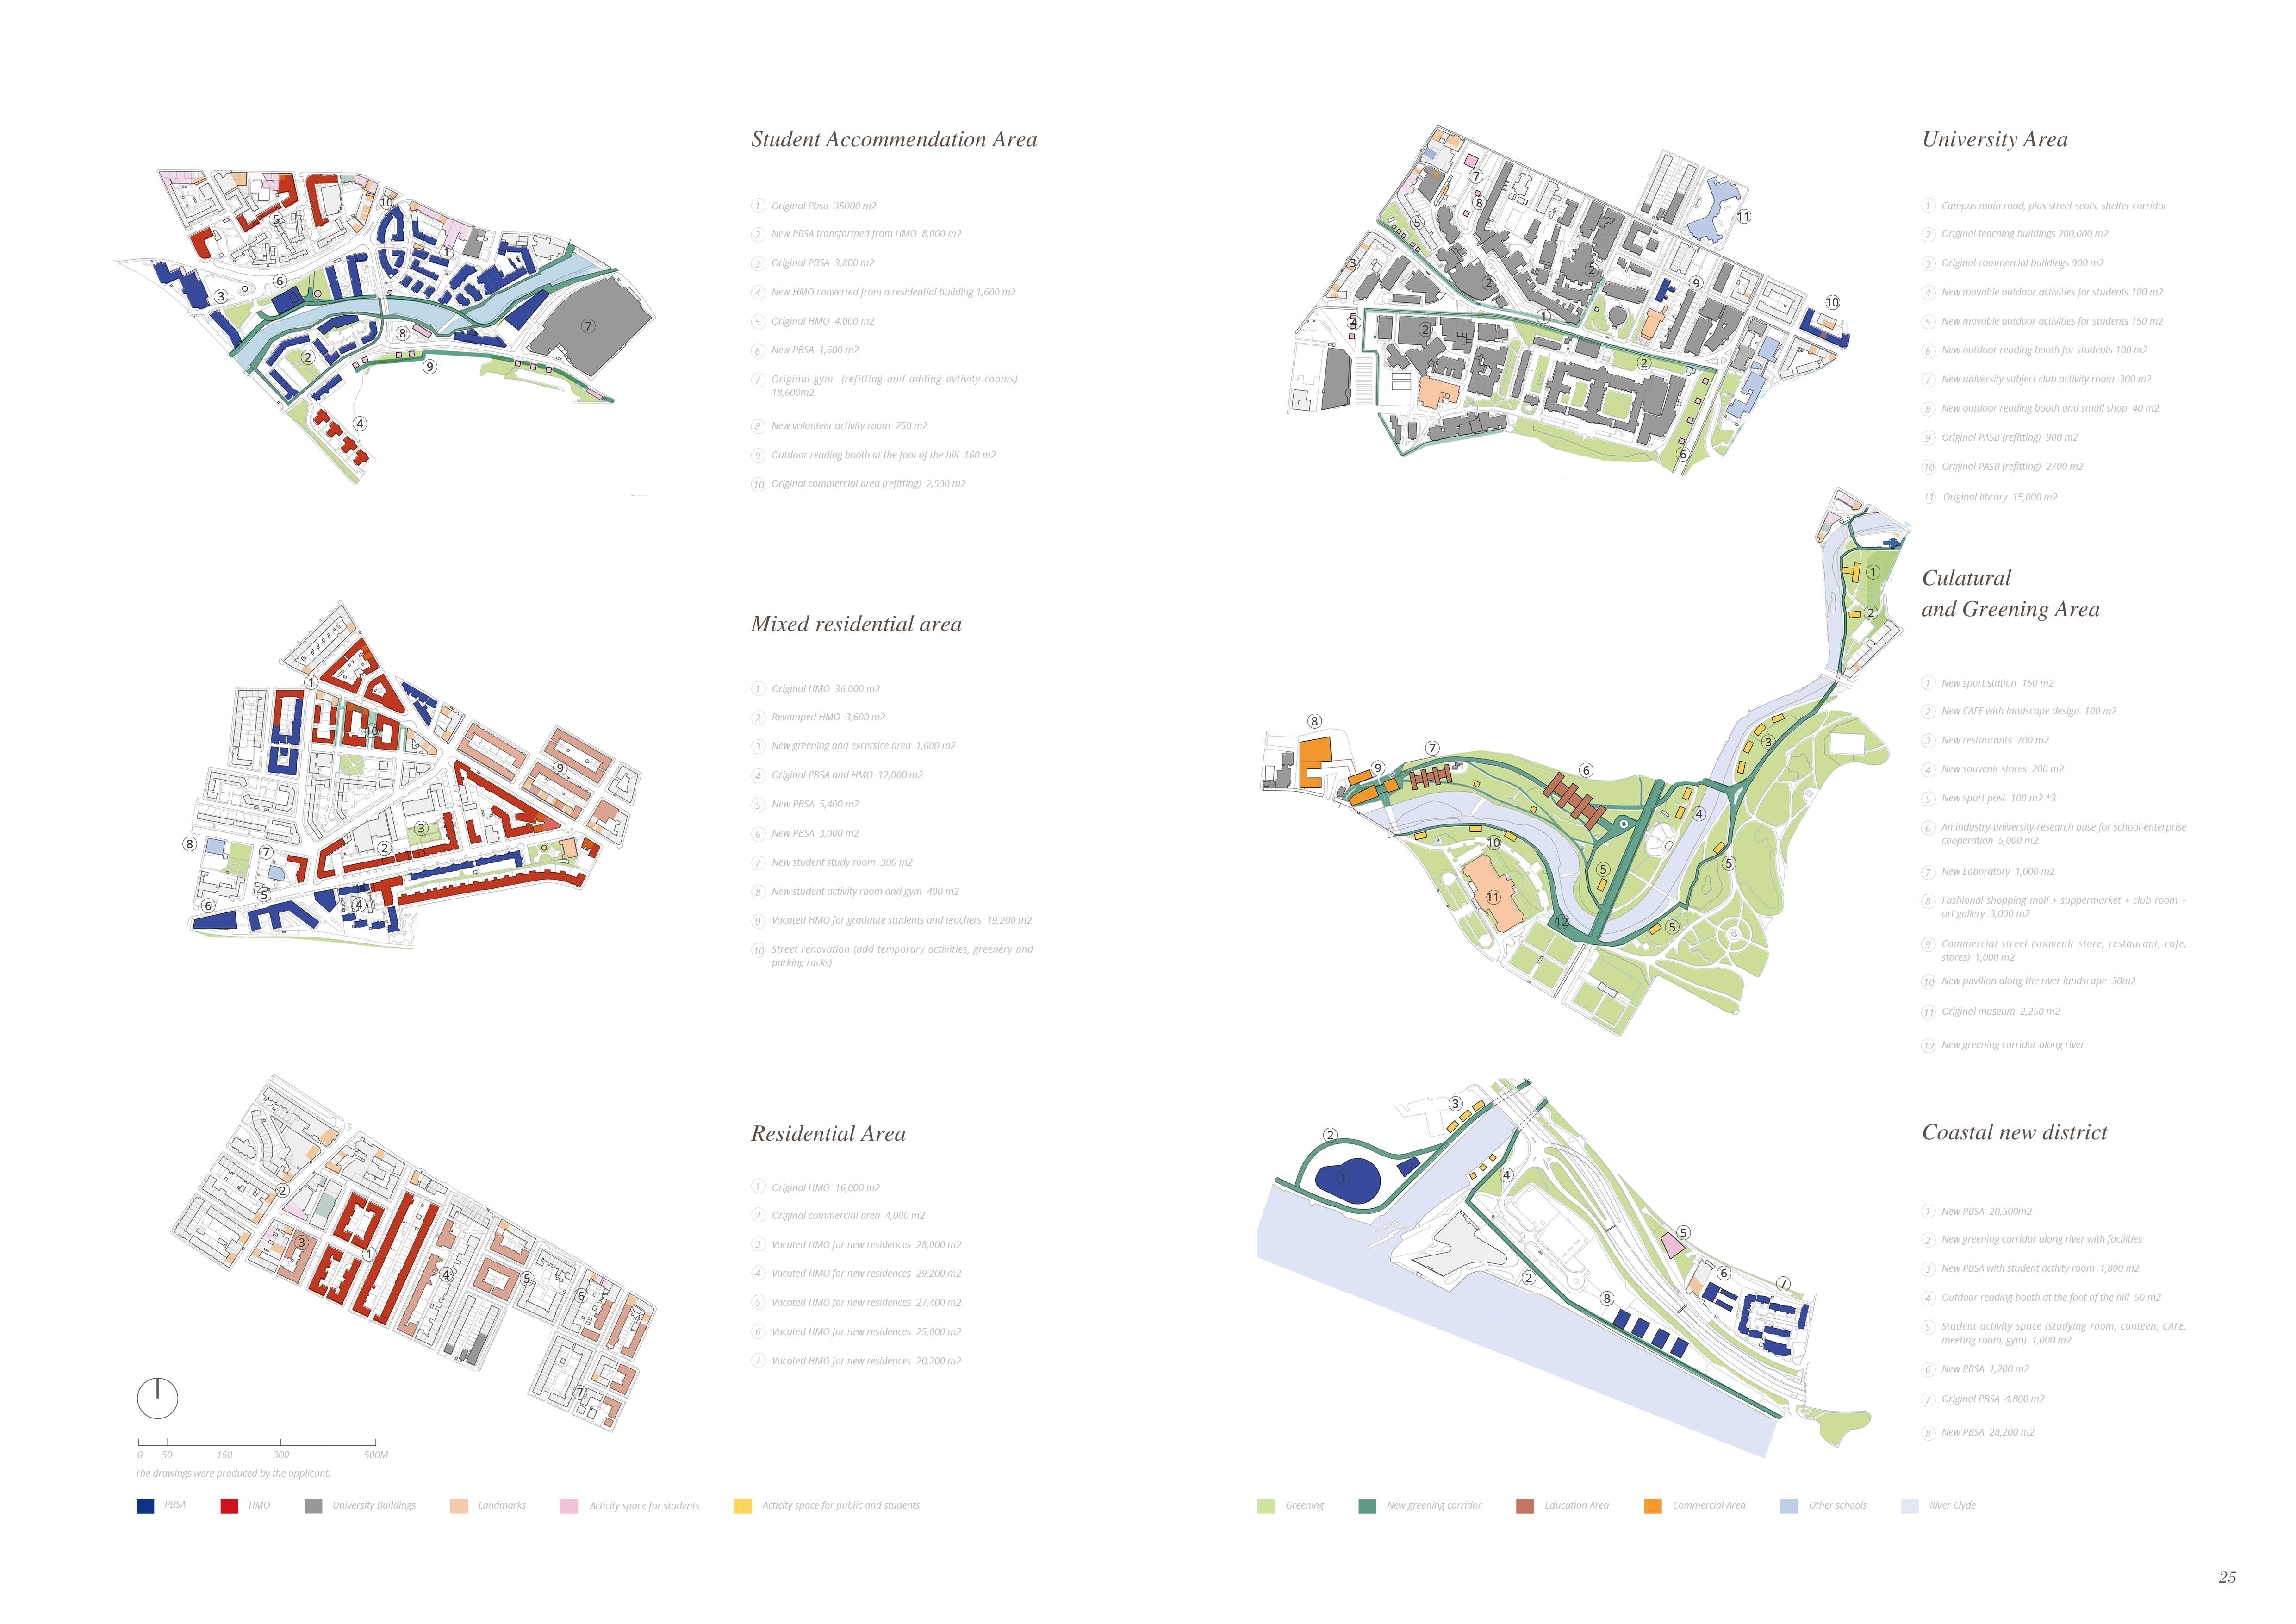 Student Accommendation Area
1 Original Pbsa 35000 m2
2 New PBSA transformed from HMO 8,000 m2
3 Original PBSA 3,800 m2
4 New HMO converted from a residential building 1,600 m2
5 Original HMO 4,000 m2
6 New PBSA 1,600 m2
7 Original gym (refitting and adding avtivity rooms)
18,600m2
8 New volunteer activity room 250 m2
9 Outdoor reading booth at the foot of the hill 160 m2
10 Original commercial area (refitting) 2,500 m2
Mixed residential area
1 Original HMO 36,000 m2
2 Revamped HMO 3,600 m2
3 New greening and excersice area 1,600 m2
4 Original PBSA and HMO 12,000 m2
5 New PBSA 5,400 m2
6 New PBSA 3,000 m2
7 New student study room 300 m2
8 New student activity room and gym 400 m2
9 Vacated HMO for graduate students and teachers 19,200 m2
10 Street renovation (add temporary activities, greenery and
parking racks)
Residential Area
1 Original HMO 16,000 m2
2 Original commercial area 4,000 m2
3 Vacated HMO for new residences 28,000 m2
4 Vacated HMO for new residences 29,200 m2
5 Vacated HMO for new residences 27,400 m2
6 Vacated HMO for new residences 25,000 m2
7 Vacated HMO for new residences 20,200 m2
0 50 150 300 500M
The drawings were produced by the applicant.
PBSA HMO University Buildings Landmarks Acticity space for students Acticity space for public and students
University Area
1 Campus main road, plus street seats, shelter corridor
2 Original teaching buildings 200,000 m2
3 Original commercial buildings 900 m2
4 New movable outdoor activities for students 100 m2
5 New movable outdoor activities for students 150 m2
6 New outdoor reading booth for students 100 m2
7 New university subject club activity room 300 m2
8 New outdoor reading booth and small shop 40 m2
9 Original PASB (refitting) 900 m2
10 Original PASB (refitting) 2700 m2
11 Original library 15,000 m2
Culatural
and Greening Area
1 New sport station 150 m2
2 New CAFE with landscape design 100 m2
3 New restaurants 700 m2
4 New souvenir stores 200 m2
5 New sport post 100 m2 *3
6 An industry-university-research base for school-enterprise
cooperation 5,000 m2
7 New Laboratory 1,000 m2
8 Fashional shopping mall + suppermarket + club room +
art gallery 3,000 m2
9 Commercial street (souvenir store, restaurant, cafe,
stores) 1,000 m2
10 New pavilion along the river landscape 30m2
11 Original museum 2,250 m2
12 New greening corridor along river
Coastal new district
1 New PBSA 20,500m2
2 New greening corridor along river with facilities
3 New PBSA with student activty room 1,800 m2
4 Outdoor reading booth at the foot of the hill 50 m2
5 Student activity space (studying room, canteen, CAFE,
meeting room, gym) 1,000 m2
6 New PBSA 1,200 m2
7 Original PBSA 4,800 m2
8 New PBSA 28,200 m2
Greening New greening corridor Education Area Commercial Area Other schools River Clyde
25